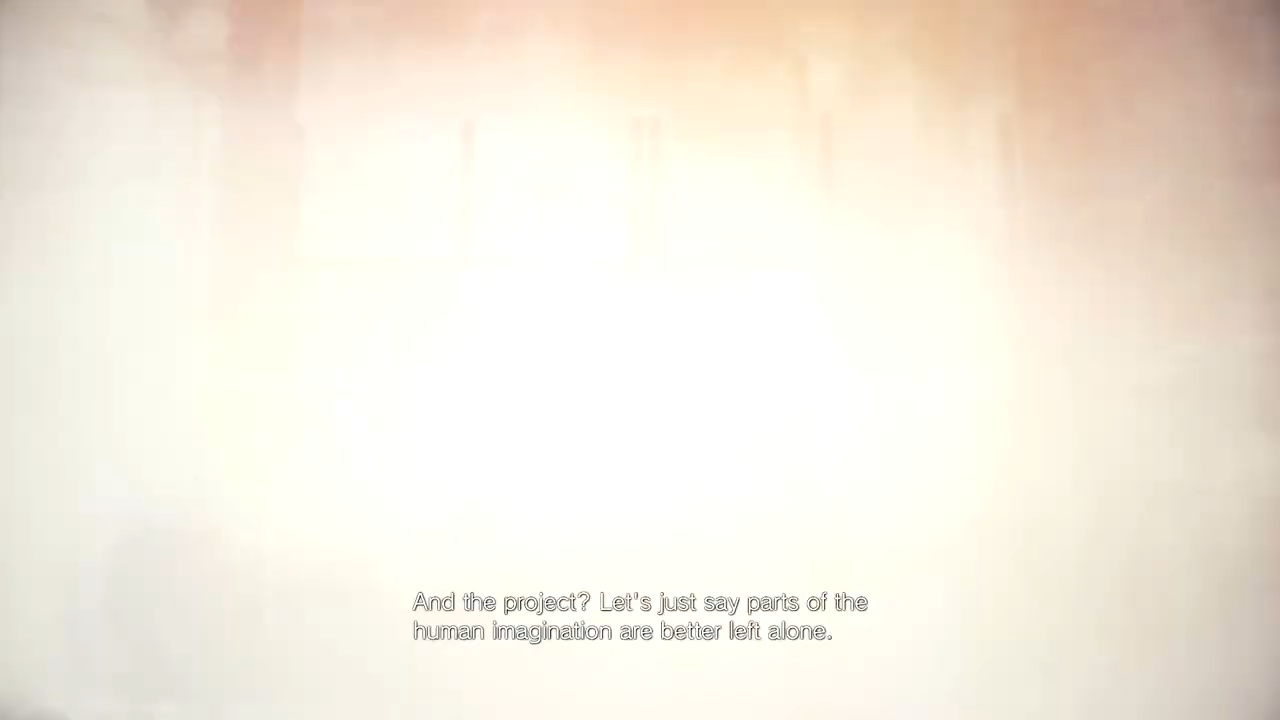 And the project? Let's just say parts of the
human imagination are better left alone.